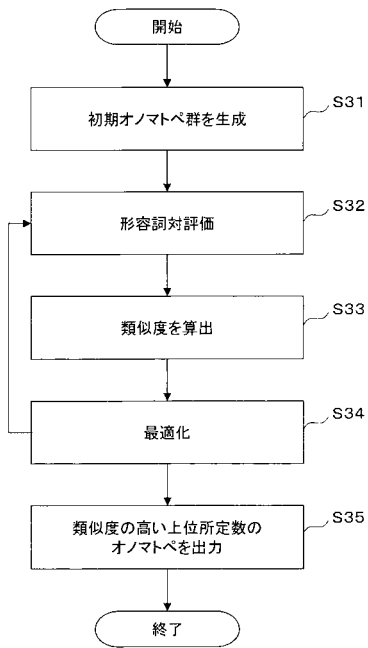 開始
初期オノマトペ群を生成
S31
形容詞対評価
S32
類似度を算出
S33
最適化
S34
類似度の高い上位所定数の
オノマトペを出力
S35
終了